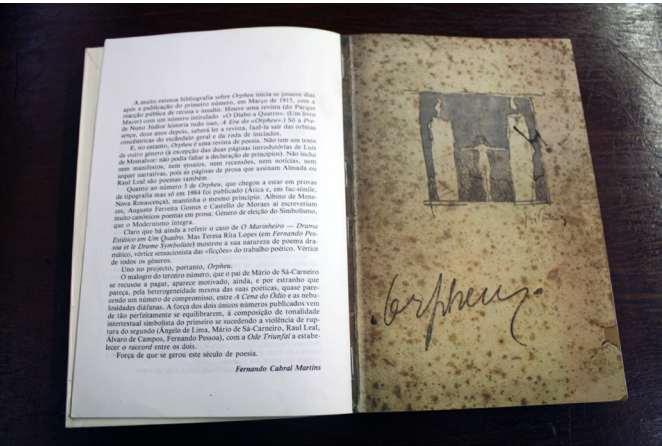 A muito extensa bibliografia sobre Orpheu inicia-se poucos dias
após a publicação do primeiro número, em Março de 1915, com a
reacção pública de recusa e insulto. Houve uma revista (do Parque
Mayer) com um número intitulado «O Diabo a Quatro». (Um livro
de Nuno Júdice historia tudo isso, A Era do «Orpheu».) Só a Pre-
sença, doze anos depois, saberá ler a revista, fazê-la sair das órbitas
concêntricas do escândalo geral e da roda de iniciados.
E, no entanto, Orpheu é uma revista de poesia. Não tem um texto
de outro género (à excepção das duas páginas introdutórias de Luís
de Montalvor: não podia faltar a declaração de princípios). Não inclui
nem manifestos, nem ensaios, nem recensões, nem notícias, nem
sequer narrativas, pois as páginas de prosa que assinam Almada ou
Raul Leal são poemas também.
Quanto ao número 3 de Orpheu, que chegou a estar em provas
de tipografia mas só em 1984 foi publicado (Ática e, em fac-símile,
Nova Renascença), mantinha o mesmo princípio. Albino de Mene-
zes, Augusto Ferreira Gomes e Castello de Moraes aí escreveriam
muito canónicos poemas em prosa. Género de eleição do Simbolismo,
que o Modernismo integra.
Claro que há ainda a referir o caso de O Marinheiro — Drama
Estático em Um Quadro. Mas Teresa Rita Lopes (em Fernando Pes-
soa et le Drame Symboliste) mostrou a sua natureza de poema dra-
mático, vértice sensacionista das «ficções» do trabalho poético. Vértice
de todos os géneros.
Uno no projecto, portanto, Orpheu.
O malogro do terceiro número, que o pai de Mário de Sá-Carneiro
se recusou a pagar, aparece motivado, ainda, e por estranho que
pareça, pela heterogeneidade mesma das suas poéticas, quase pare-
cendo um número de compromisso, entre A Cena do Ódio e as nebu-
losidades diáfanas. A força dos dois únicos números publicados vem
de tão perfeitamente se equilibrarem, à composição de tonalidade
intertextual simbolista do primeiro se sucedendo a violência de rup-
tura do segundo (Ângelo de Lima, Mário de Sá-Carneiro, Raul Leal,
Álvaro de Campos, Fernando Pessoa), com a Ode Triunfal a estabe-
lecer o raccord entre os dois.
Força de que se gerou este século de poesia.
Fernando Cabral Martins
Orpheu.